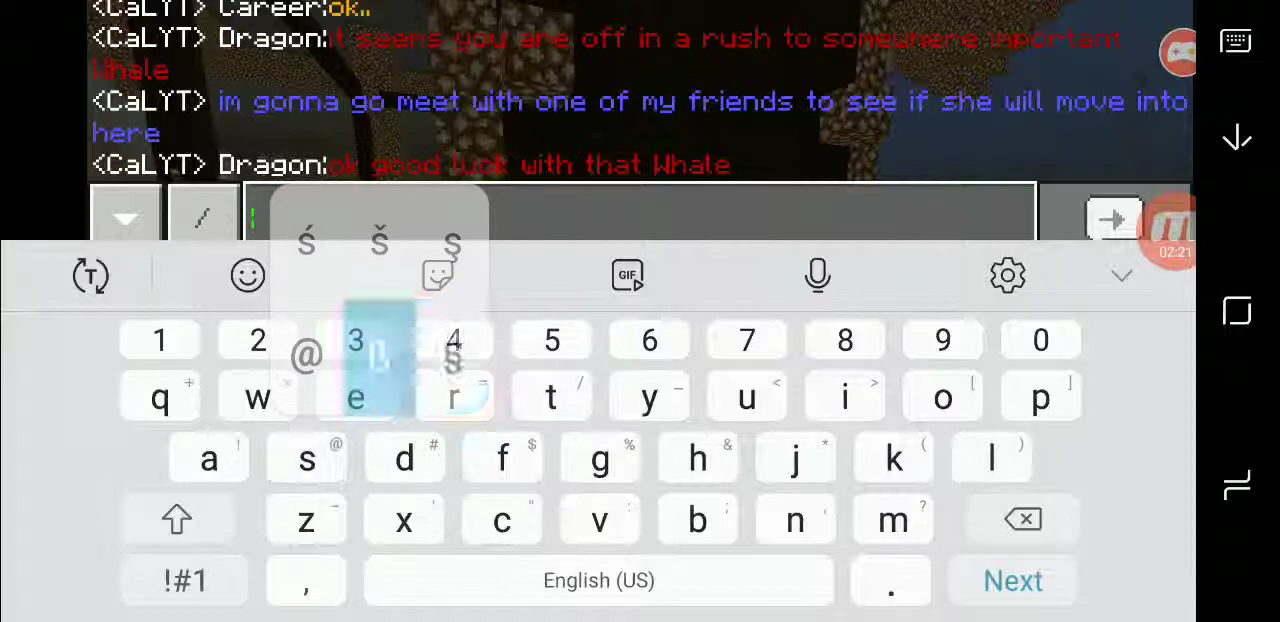 <CaLYT> Career:ok..
<CaLYT> Dragon:it seems you are off in a rush to somewhere inportant
Whale
<CaLYT> im gonna go meet with one of my friends to see if she will move into
here
<CaLYT> Dragon:ok good luck with that Whale
/
ś š ş
@ ß §
GIF
02:21
1 2 3 4 5 6 7 8 9 0
q + w × e r = t / y _ u < i > o [ p ]
a ! s @ d # f $ g % h & j * k ( l )
z - x ' c " v : b ; n , m ?
!#1 , English (US) . Next